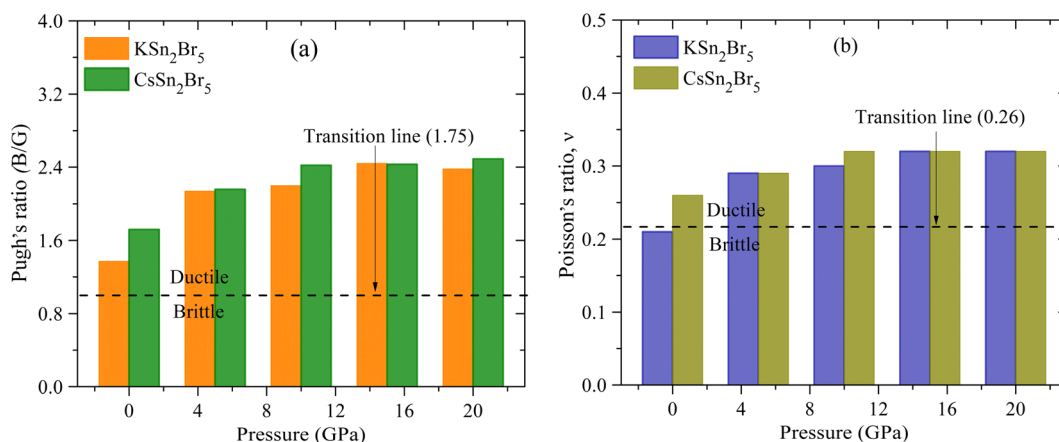 (a)
KSn₂Br₅
CsSn₂Br₅
Transition line (1.75)
Ductile
Brittle
Pugh's ratio (B/G)
4.0
3.2
2.4
1.6
0.8
0.0
0 4 8 12 16 20
Pressure (GPa)
(b)
KSn₂Br₅
CsSn₂Br₅
Transition line (0.26)
Ductile
Brittle
Poisson's ratio, ν
0.5
0.4
0.3
0.2
0.1
0.0
0 4 8 12 16 20
Pressure (GPa)